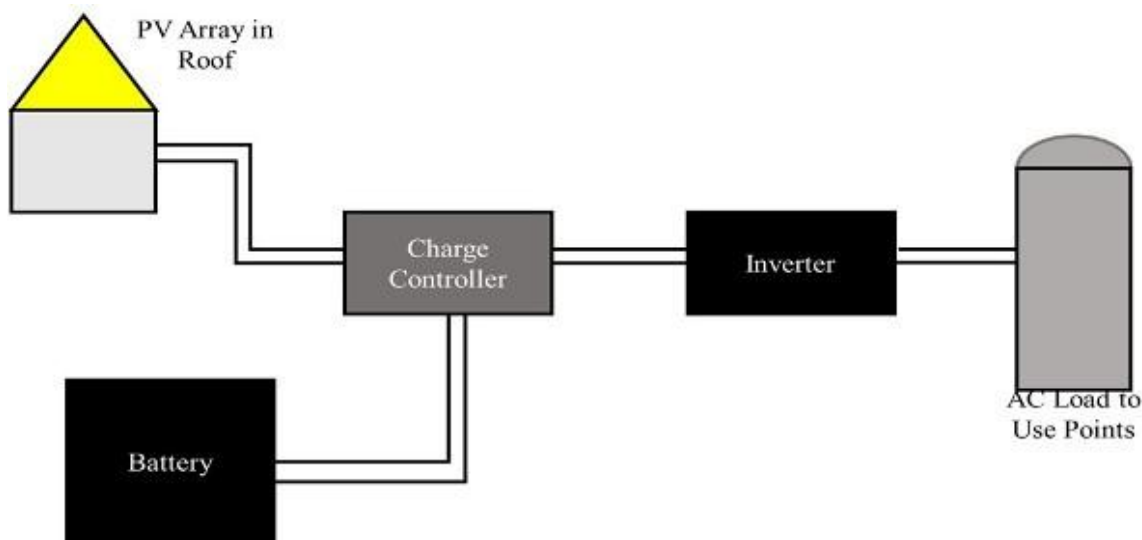 PV Array in
Roof
Charge
Controller
Inverter
Battery
AC Load to
Use Points